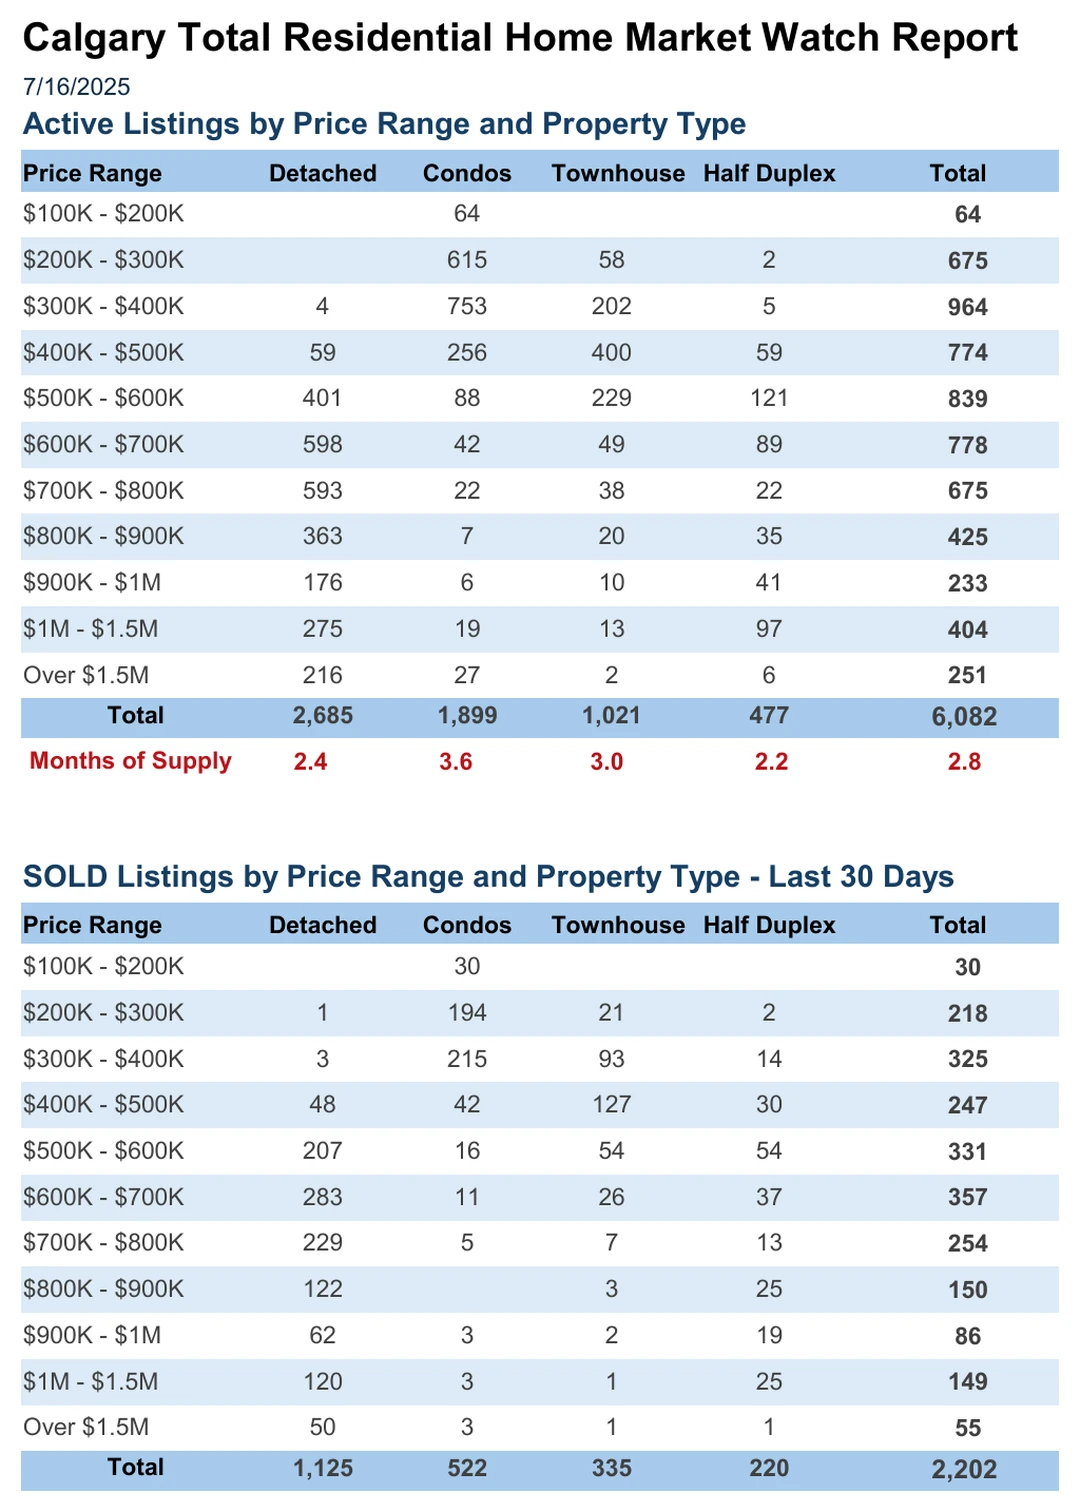 Calgary Total Residential Home Market Watch Report
7/16/2025
Active Listings by Price Range and Property Type
Price Range Detached Condos Townhouse Half Duplex Total
$100K - $200K 64 64
$200K - $300K 615 58 2 675
$300K - $400K 4 753 202 5 964
$400K - $500K 59 256 400 59 774
$500K - $600K 401 88 229 121 839
$600K - $700K 598 42 49 89 778
$700K - $800K 593 22 38 22 675
$800K - $900K 363 7 20 35 425
$900K - $1M 176 6 10 41 233
$1M - $1.5M 275 19 13 97 404
Over $1.5M 216 27 2 6 251
Total 2,685 1,899 1,021 477 6,082
Months of Supply 2.4 3.6 3.0 2.2 2.8
SOLD Listings by Price Range and Property Type - Last 30 Days
Price Range Detached Condos Townhouse Half Duplex Total
$100K - $200K 30 30
$200K - $300K 1 194 21 2 218
$300K - $400K 3 215 93 14 325
$400K - $500K 48 42 127 30 247
$500K - $600K 207 16 54 54 331
$600K - $700K 283 11 26 37 357
$700K - $800K 229 5 7 13 254
$800K - $900K 122 3 25 150
$900K - $1M 62 3 2 19 86
$1M - $1.5M 120 3 1 25 149
Over $1.5M 50 3 1 1 55
Total 1,125 522 335 220 2,202